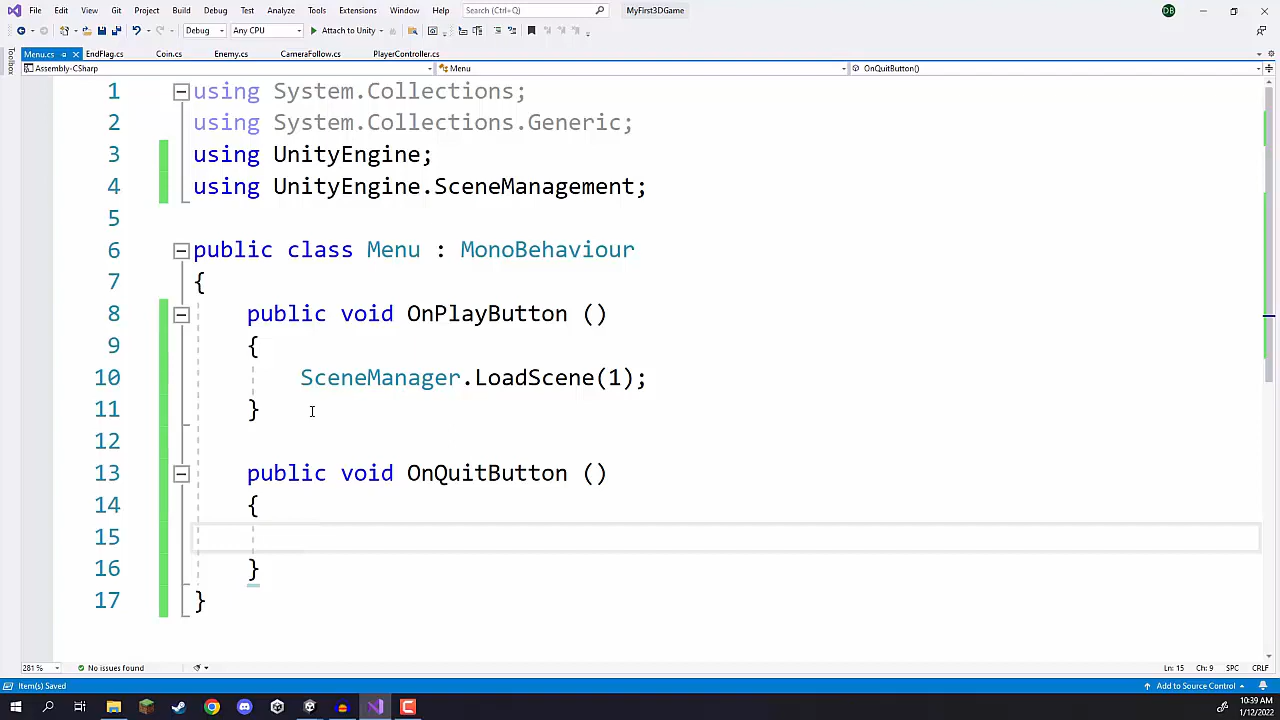 File Edit View Git Project Build Debug Test Analyze Tools Extensions Window Help Search (Ctrl+Q) MyFirst3DGame DB
Debug Any CPU Attach to Unity
Menu.cs EndFlag.cs Coin.cs Enemy.cs CameraFollow.cs PlayerController.cs
Toolbox
Assembly-CSharp Menu OnQuitButton()
1 using System.Collections;
2 using System.Collections.Generic;
3 using UnityEngine;
4 using UnityEngine.SceneManagement;
5
6 public class Menu : MonoBehaviour
7 {
8 public void OnPlayButton ()
9 {
10 SceneManager.LoadScene(1);
11 }
12
13 public void OnQuitButton ()
14 {
15
16 }
17 }
281 % No issues found Ln: 15 Ch: 9 SPC CRLF
Item(s) Saved Add to Source Control
10:39 AM
1/12/2022